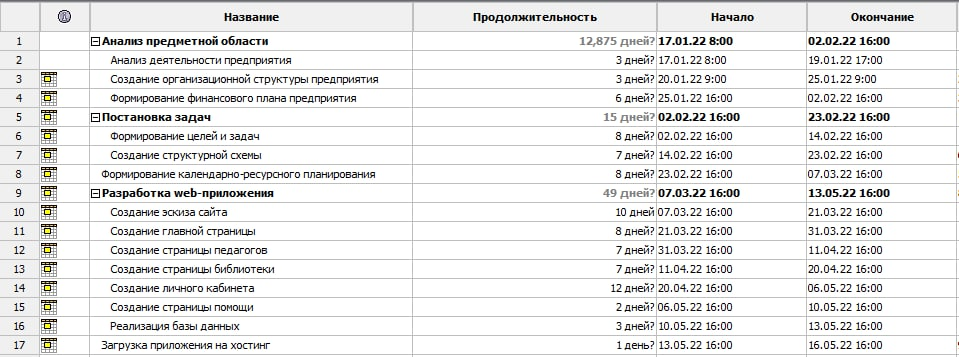 Название Продолжительность Начало Окончание
1 Анализ предметной области 12,875 дней? 17.01.22 8:00 02.02.22 16:00
2 Анализ деятельности предприятия 3 дней? 17.01.22 8:00 19.01.22 17:00
3 Создание организационной структуры предприятия 3 дней? 20.01.22 9:00 25.01.22 9:00
4 Формирование финансового плана предприятия 6 дней? 25.01.22 16:00 02.02.22 16:00
5 Постановка задач 15 дней? 02.02.22 16:00 23.02.22 16:00
6 Формирование целей и задач 8 дней? 02.02.22 16:00 14.02.22 16:00
7 Создание структурной схемы 7 дней? 14.02.22 16:00 23.02.22 16:00
8 Формирование календарно-ресурсного планирования 8 дней? 23.02.22 16:00 07.03.22 16:00
9 Разработка web-приложения 49 дней? 07.03.22 16:00 13.05.22 16:00
10 Создание эскиза сайта 10 дней 07.03.22 16:00 21.03.22 16:00
11 Создание главной страницы 8 дней? 21.03.22 16:00 31.03.22 16:00
12 Создание страницы педагогов 7 дней? 31.03.22 16:00 11.04.22 16:00
13 Создание страницы библиотеки 7 дней? 11.04.22 16:00 20.04.22 16:00
14 Создание личного кабинета 12 дней? 20.04.22 16:00 06.05.22 16:00
15 Создание страницы помощи 2 дней? 06.05.22 16:00 10.05.22 16:00
16 Реализация базы данных 3 дней? 10.05.22 16:00 13.05.22 16:00
17 Загрузка приложения на хостинг 1 день? 13.05.22 16:00 16.05.22 16:00